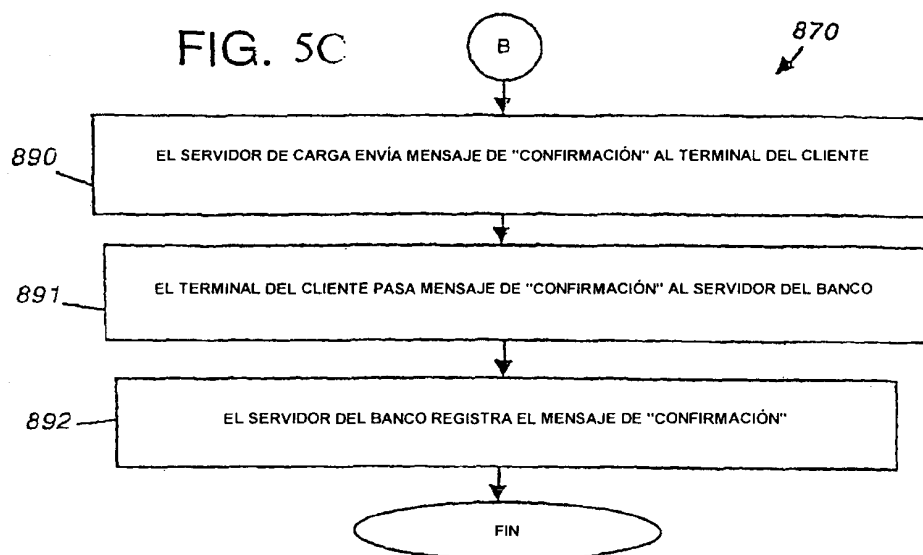 FIG. 5C
B
870
890
EL SERVIDOR DE CARGA ENVÍA MENSAJE DE "CONFIRMACIÓN" AL TERMINAL DEL CLIENTE
891
EL TERMINAL DEL CLIENTE PASA MENSAJE DE "CONFIRMACIÓN" AL SERVIDOR DEL BANCO
892
EL SERVIDOR DEL BANCO REGISTRA EL MENSAJE DE "CONFIRMACIÓN"
FIN